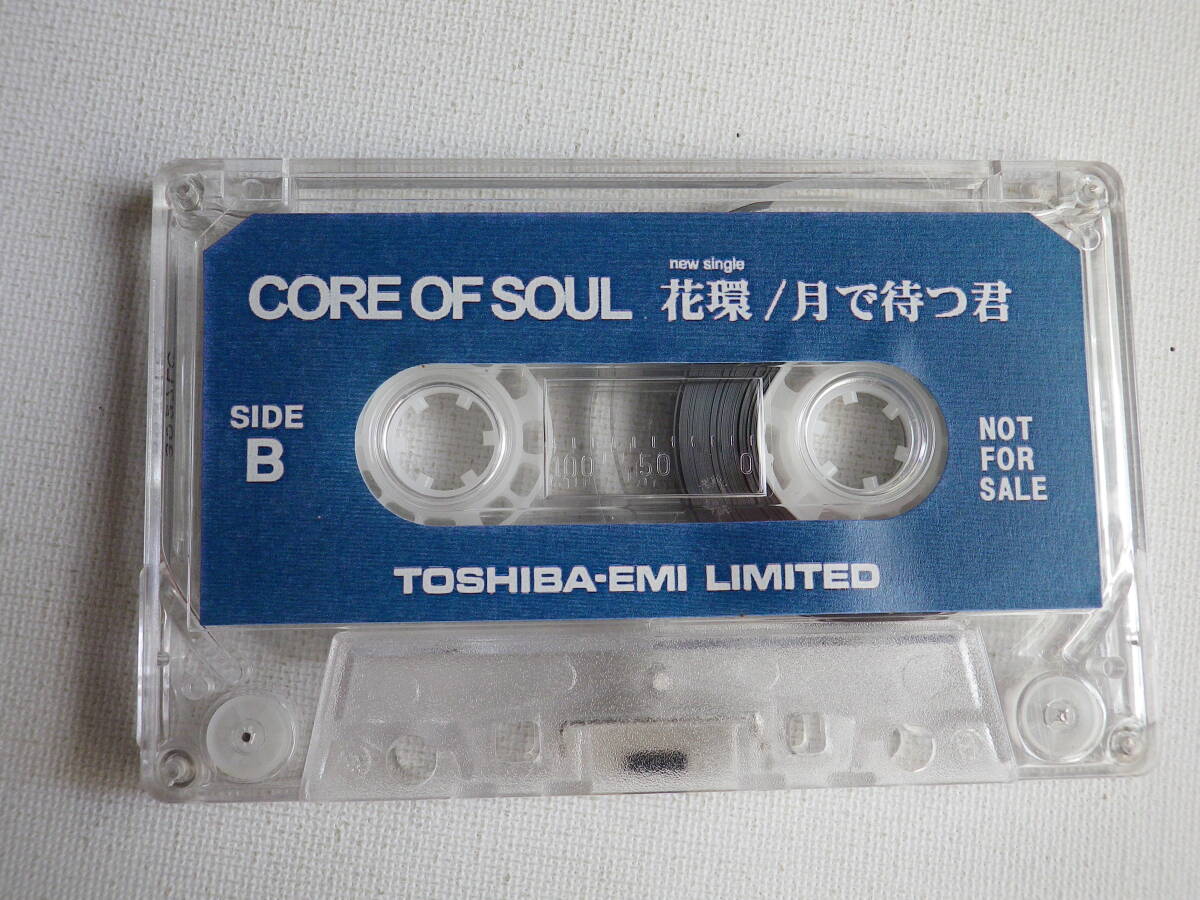 new single
CORE OF SOUL 花環/月で待つ君
SIDE
B
100 50 0
NOT
FOR
SALE
TOSHIBA-EMI LIMITED